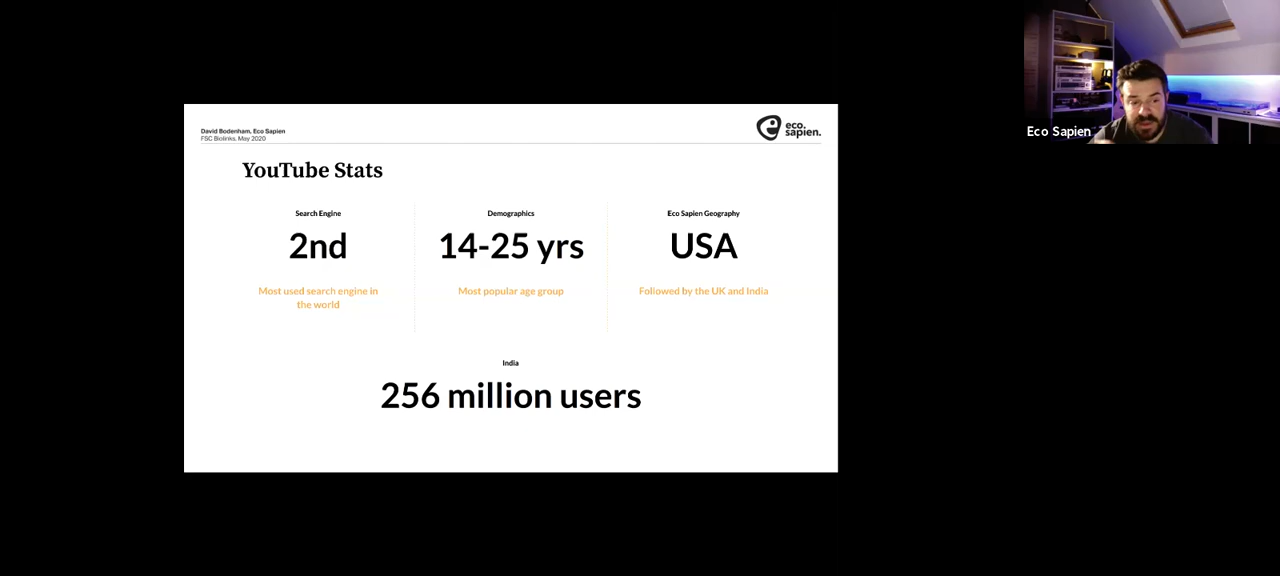 David Bodenham, Eco Sapien
FSC Biolinks, May 2020
eco.
sapien.
YouTube Stats
Search Engine
2nd
Most used search engine in
the world
Demographics
14-25 yrs
Most popular age group
Eco Sapien Geography
USA
Followed by the UK and India
India
256 million users
Eco Sapien